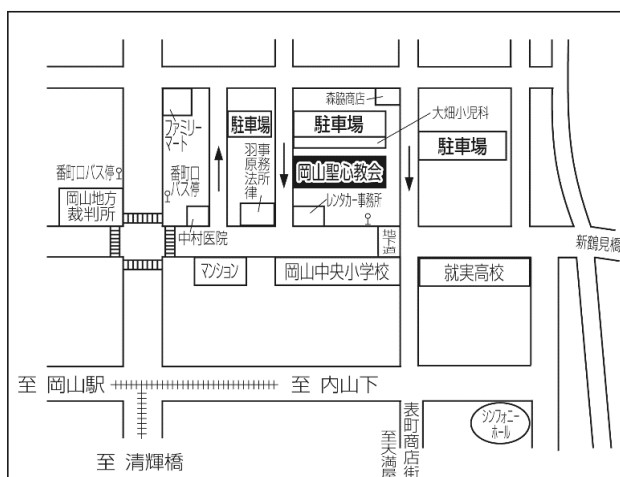 森脇商店
大畑小児科
ファミリー
マート
駐車場
駐車場
駐車場
羽原法律
事務所
岡山聖心教会
番町口バス停
番町口
バス停
岡山地方
裁判所
レンタカー事務所
中村医院
地下道
新鶴見橋
マンション
岡山中央小学校
就実高校
至 岡山駅
至 内山下
至 清輝橋
表町商店街
至天満屋
シンフォニー
ホール